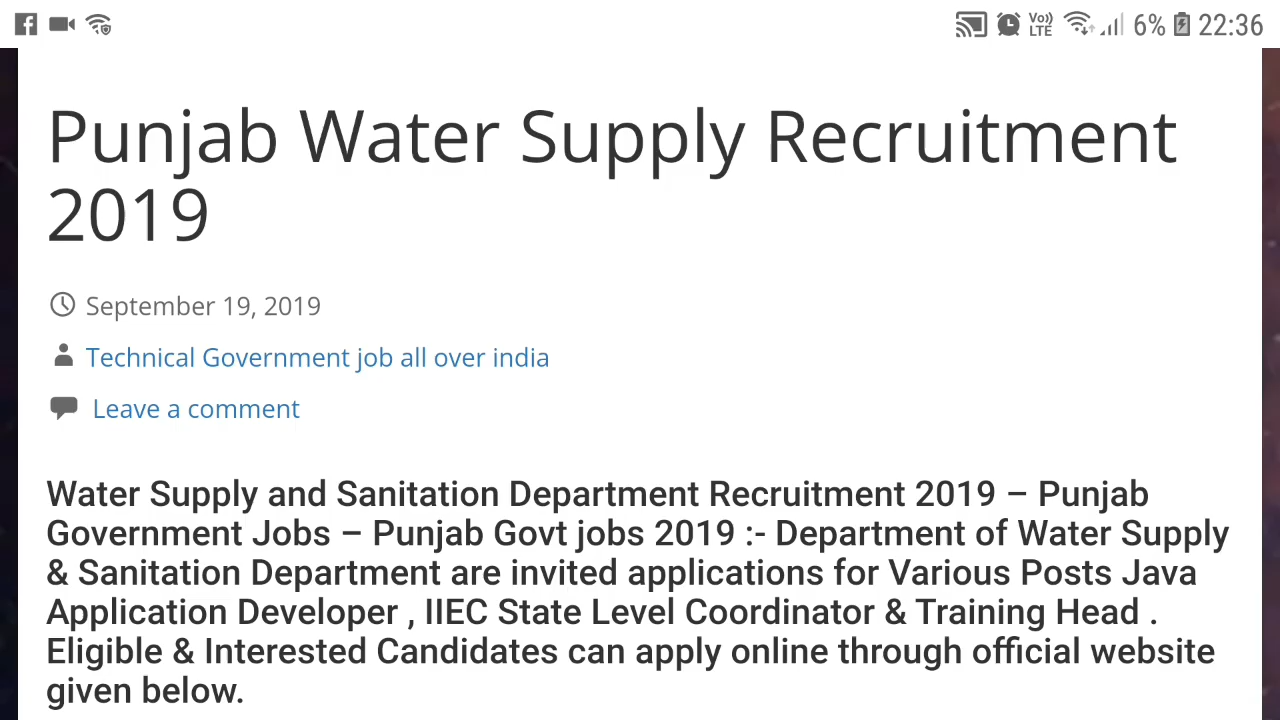 Vo)) LTE 6% 22:36
Punjab Water Supply Recruitment
2019
September 19, 2019
Technical Government job all over india
Leave a comment
Water Supply and Sanitation Department Recruitment 2019 – Punjab
Government Jobs – Punjab Govt jobs 2019 :- Department of Water Supply
& Sanitation Department are invited applications for Various Posts Java
Application Developer , IIEC State Level Coordinator & Training Head .
Eligible & Interested Candidates can apply online through official website
given below.